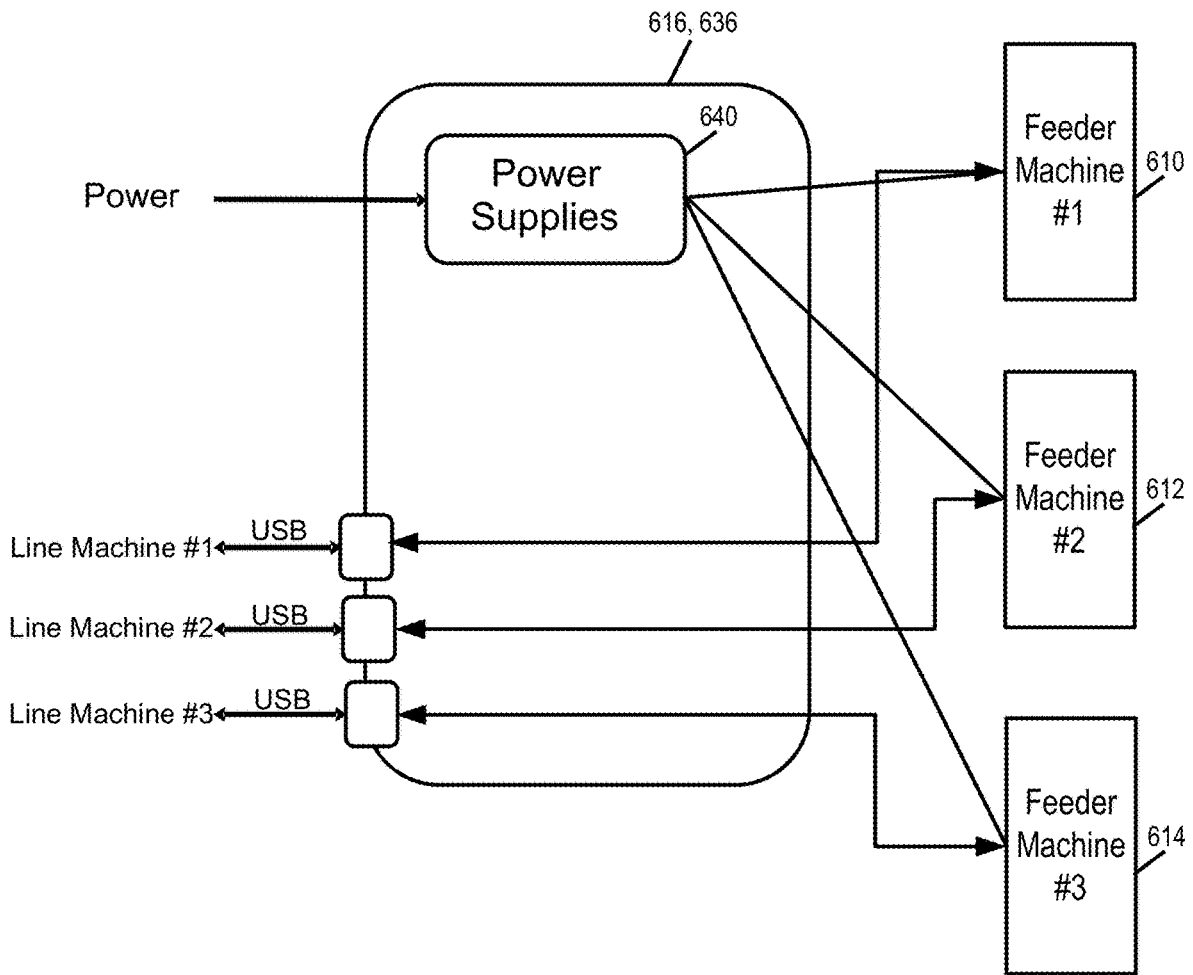 616, 636
640
Power
Power
Supplies
Feeder
Machine
#1
610
Feeder
Machine
#2
612
Line Machine #1
USB
Line Machine #2
USB
Line Machine #3
USB
Feeder
Machine
#3
614